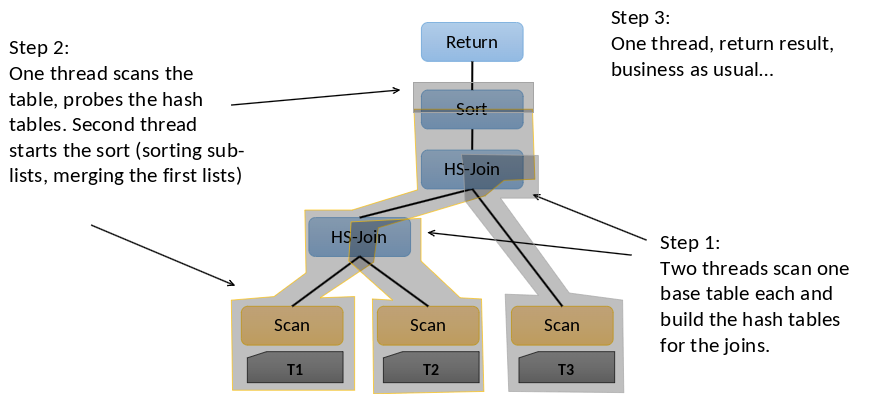 Step 2:
One thread scans the
table, probes the hash
tables. Second thread
starts the sort (sorting sub-
lists, merging the first lists)
Return
Sort
HS-Join
HS-Join
Scan
Scan
Scan
T1
T2
T3
Step 3:
One thread, return result,
business as usual...
Step 1:
Two threads scan one
base table each and
build the hash tables
for the joins.